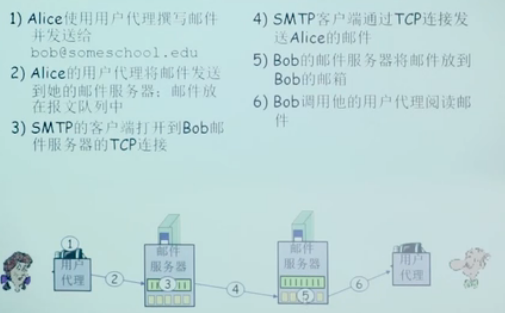 1) Alice使用用户代理撰写邮件
并发送给
bob@someschool.edu
2) Alice的用户代理将邮件发送
到她的邮件服务器；邮件放
在报文队列中
3) SMTP的客户端打开到Bob邮
件服务器的TCP连接
4) SMTP客户端通过TCP连接发
送Alice的邮件
5) Bob的邮件服务器将邮件放到
Bob的邮箱
6) Bob调用他的用户代理阅读邮
件
1
用户
代理
2
邮件
服务器
3
4
邮件
服务器
5
6
用户
代理